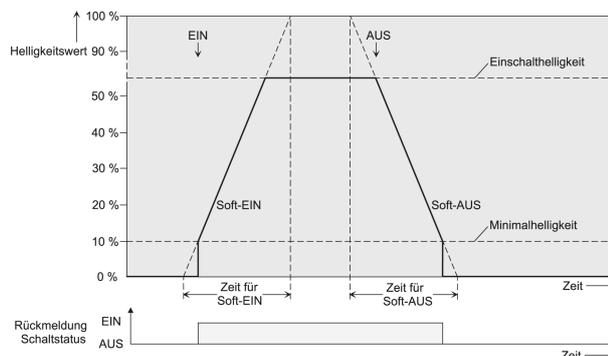 100 %
Helligkeitswert
90 %
50 %
40 %
30 %
20 %
10 %
0 %
EIN
AUS
Einschalthelligkeit
Soft-EIN
Soft-AUS
Minimalhelligkeit
Zeit für
Soft-EIN
Zeit für
Soft-AUS
Zeit
Rückmeldung
Schaltstatus
EIN
AUS
Zeit